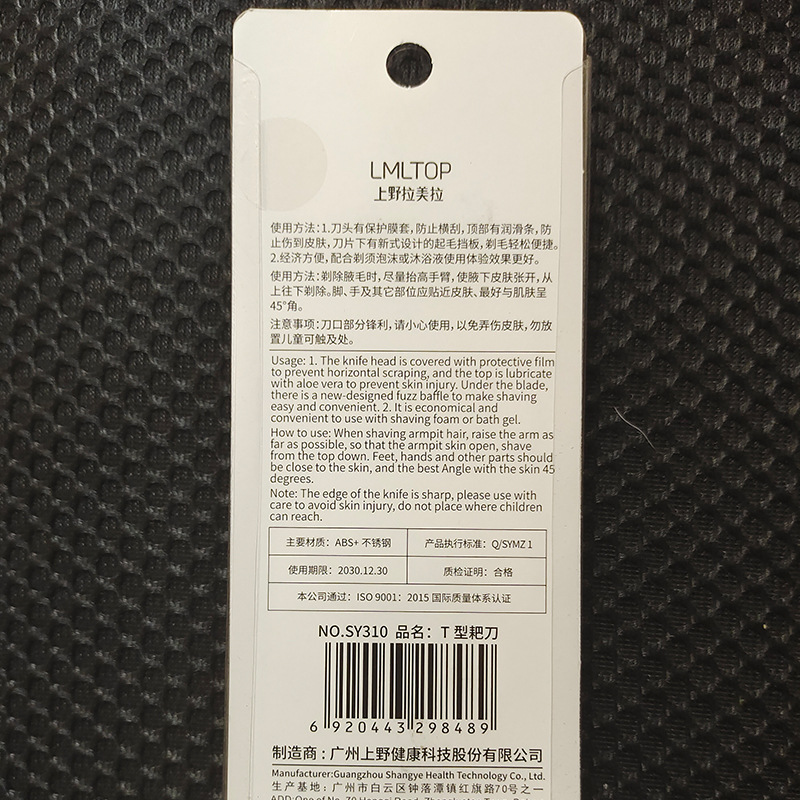 LMLTOP
上野拉美拉
使用方法:1.刀头有保护膜套,防止横刮,顶部有润滑条,防
止伤到皮肤,刀片下有新式设计的起毛挡板,剃毛轻松便捷。
2.经济方便,配合剃须泡沫或沐浴液使用体验效果更好。
使用方法:剃除腋毛时,尽量抬高手臂,使腋下皮肤张开,从
上往下剃除。脚、手及其它部位应贴近皮肤、最好与肌肤呈
45°角。
注意事项:刀口部分锋利,请小心使用,以免弄伤皮肤,勿放
置儿童可触及处。
Usage: 1. The knife head is covered with protective film
to prevent horizontal scraping, and the top is lubricate
with aloe vera to prevent skin injury. Under the blade,
there is a new-designed fuzz baffle to make shaving
easy and convenient. 2. It is economical and
convenient to use with shaving foam or bath gel.
How to use: When shaving armpit hair, raise the arm as
far as possible, so that the armpit skin open, shave
from the top down. Feet, hands and other parts should
be close to the skin, and the best Angle with the skin 45
degrees.
Note: The edge of the knife is sharp, please use with
care to avoid skin injury, do not place where children
can reach.
主要材质：ABS+ 不锈钢 产品执行标准：Q/SYMZ 1
使用期限：2030.12.30 质检证明：合格
本公司通过：ISO 9001：2015 国际质量体系认证
NO.SY310 品名：T 型耙刀
6 920443 298489
制造商：广州上野健康科技股份有限公司
Manufacturer:Guangzhou Shangye Health Technology Co., Ltd.
生产基地：广州市白云区钟落潭镇红旗路70号之一